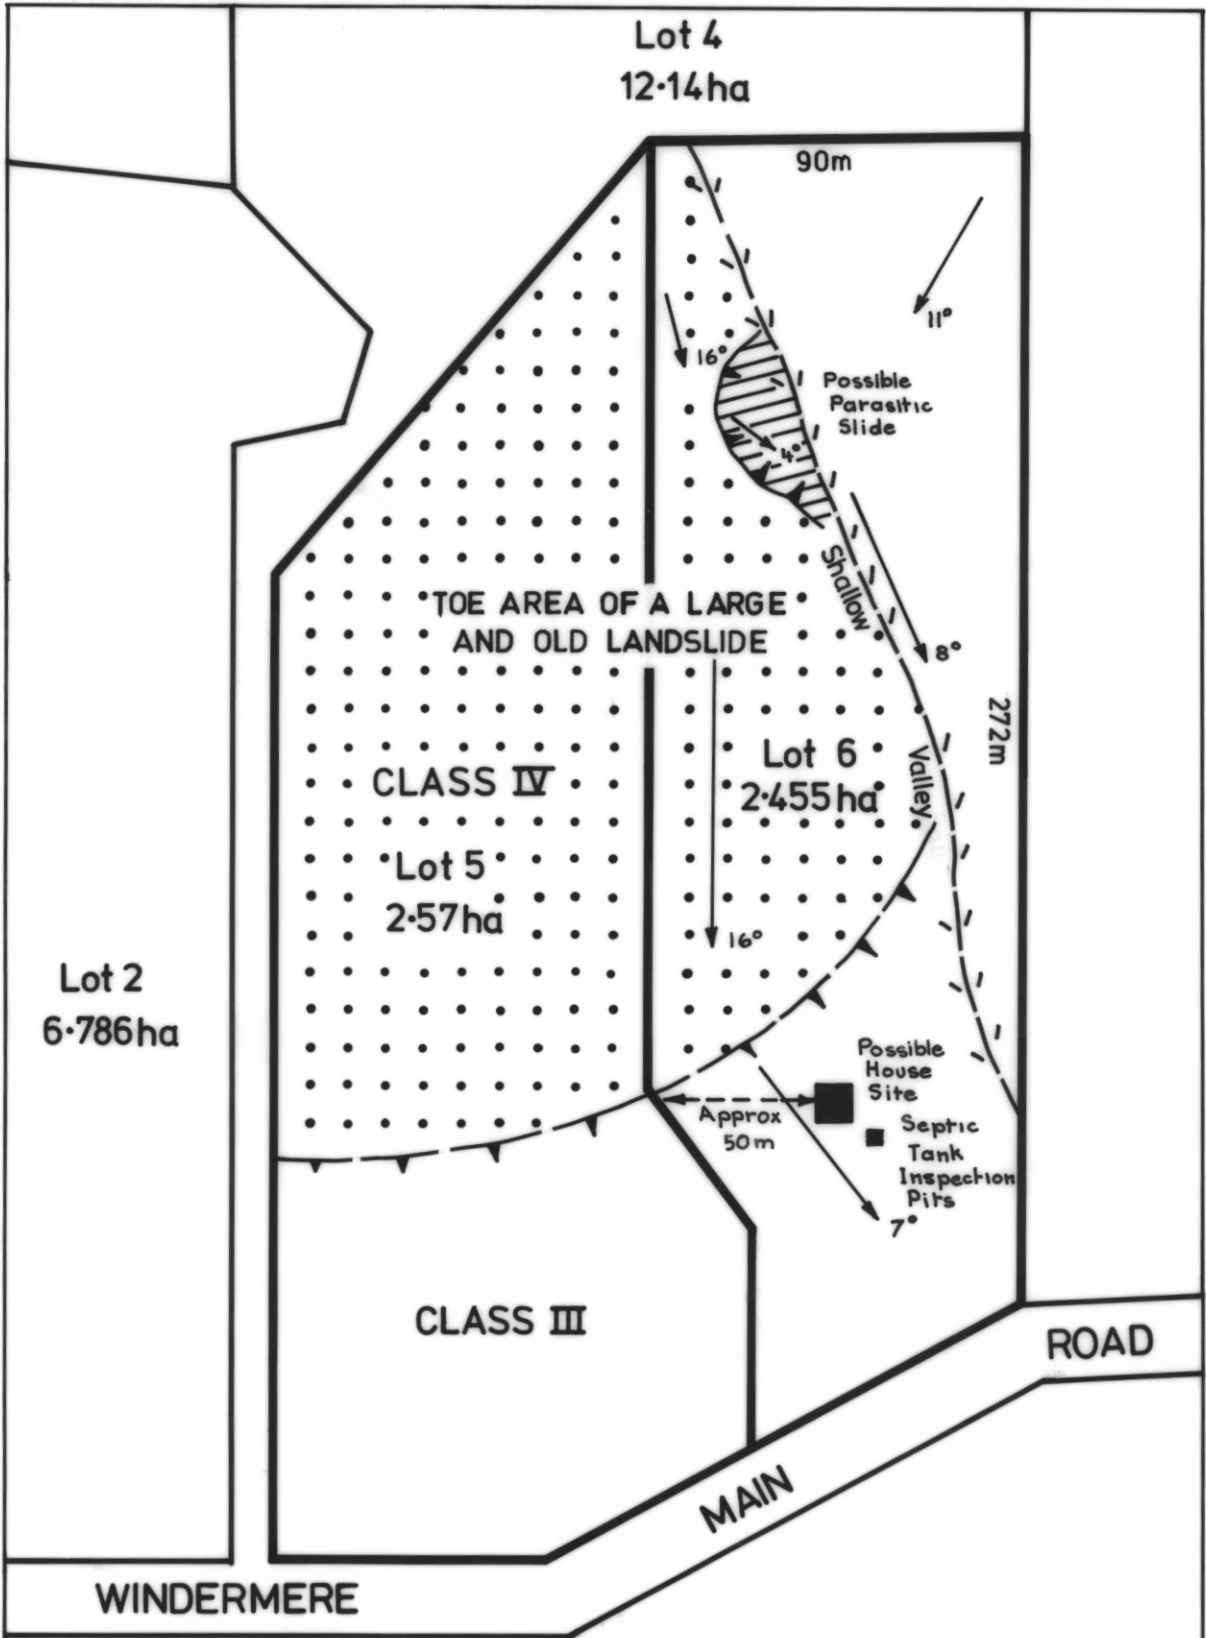 Lot 4
12·14ha
90m
11°
16°
Possible
Parasitic
Slide
4°
Shallow
TOE AREA OF A LARGE
AND OLD LANDSLIDE
8°
272m
Lot 6
2·455ha
Valley
CLASS IV
Lot 5
2·57ha
16°
Lot 2
6·786ha
Possible
House
Site
Approx
50m
Septic
Tank
Inspection
Pits
7°
CLASS III
ROAD
MAIN
WINDERMERE